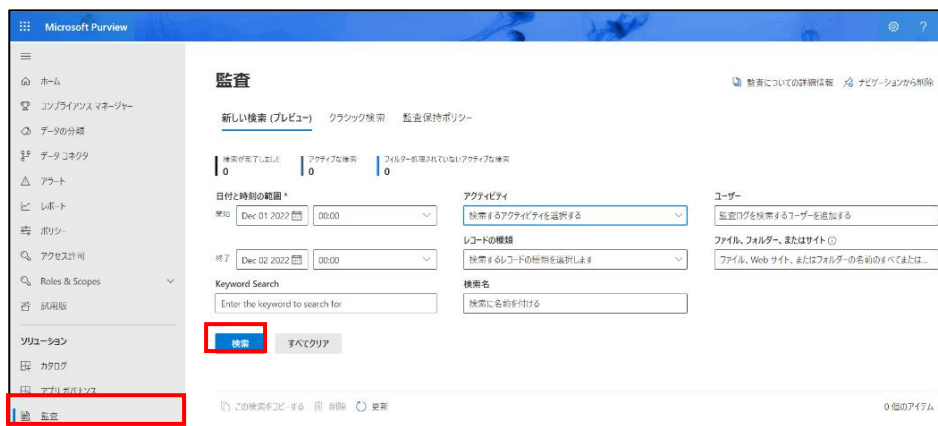 Microsoft Purview
?
ホーム
コンプライアンス マネージャー
データの分類
データ コネクタ
アラート
レポート
ポリシー
アクセス許可
Roles & Scopes
試用版
ソリューション
カタログ
アプリ ガバナンス
監査
監査
監査についての詳細情報 ナビゲーションから削除
新しい検索 (プレビュー) クラシック検索 監査保持ポリシー
検索が完了しました アクティブな検索 フィルター処理されていないアクティブな検索
0 0 0
日付と時刻の範囲 * アクティビティ ユーザー
開始 Dec 01 2022 00:00 検索するアクティビティを選択する 監査ログを検索するユーザーを追加する
レコードの種類 ファイル、フォルダー、またはサイト
終了 Dec 02 2022 00:00 検索するレコードの種類を選択します ファイル、Web サイト、またはフォルダーの名前のすべてまたは...
Keyword Search 検索名
Enter the keyword to search for 検索に名前を付ける
検索 すべてクリア
この検索をコピーする 削除 更新 0 個のアイテム